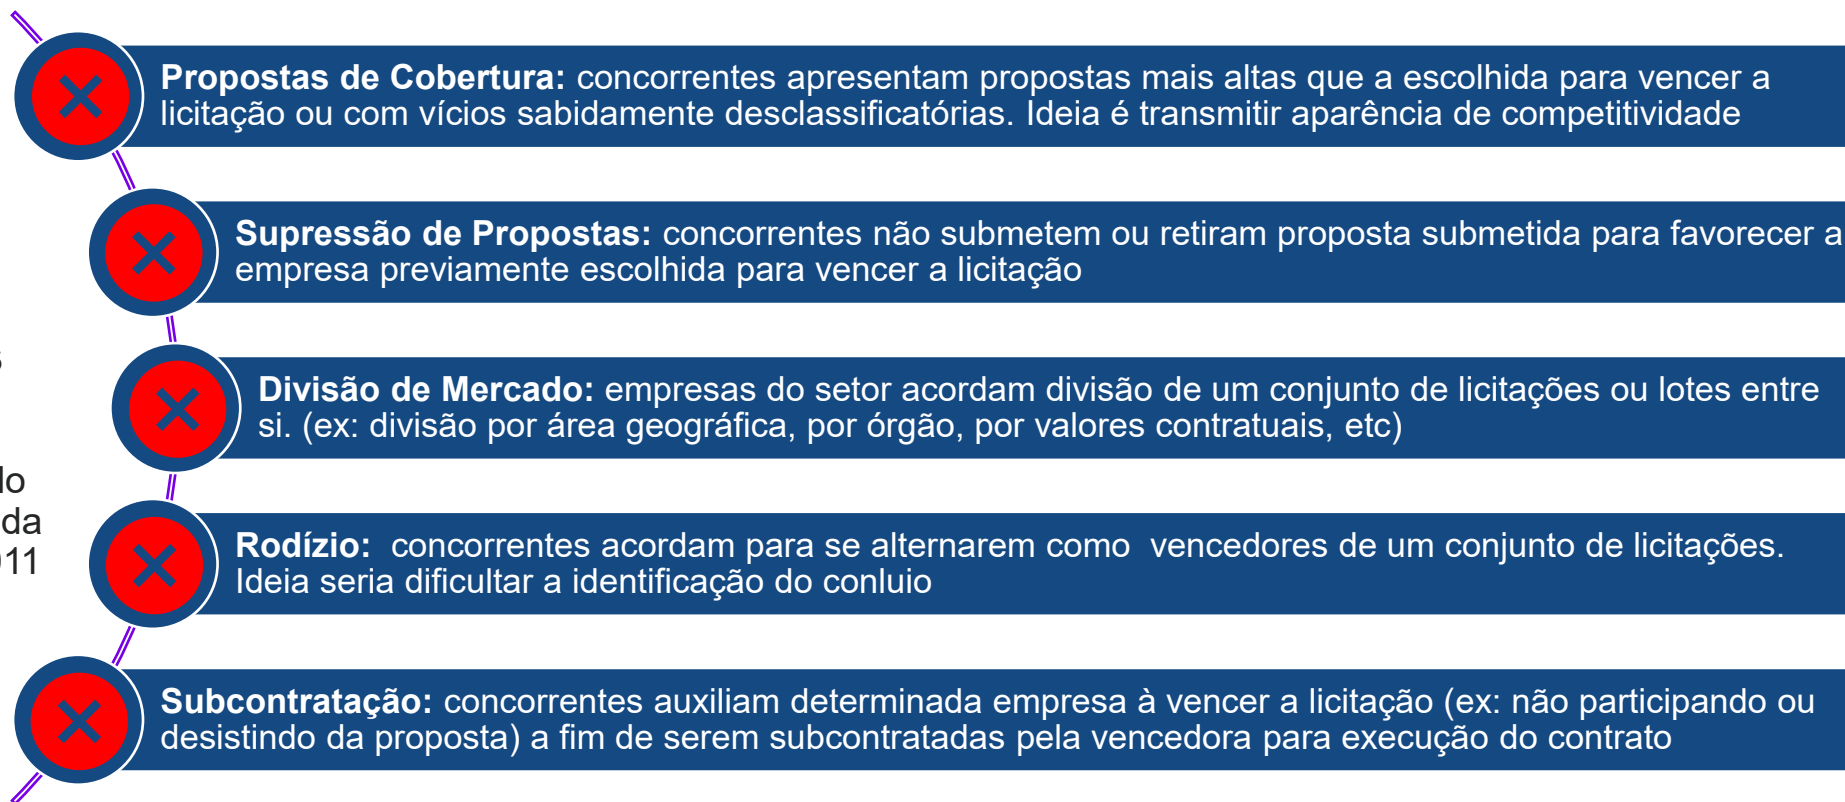 Propostas de Cobertura: concorrentes apresentam propostas mais altas que a escolhida para vencer a
licitação ou com vícios sabidamente desclassificatórias. Ideia é transmitir aparência de competitividade
Supressão de Propostas: concorrentes não submetem ou retiram proposta submetida para favorecer a
empresa previamente escolhida para vencer a licitação
Divisão de Mercado: empresas do setor acordam divisão de um conjunto de licitações ou lotes entre
si. (ex: divisão por área geográfica, por órgão, por valores contratuais, etc)
da
Rodízio: concorrentes acordam para se alternarem como vencedores de um conjunto de licitações.
Ideia seria dificultar a identificação do conluio
Subcontratação: concorrentes auxiliam determinada empresa à vencer a licitação (ex: não participando ou
desistindo da proposta) a fim de serem subcontratadas pela vencedora para execução do contrato